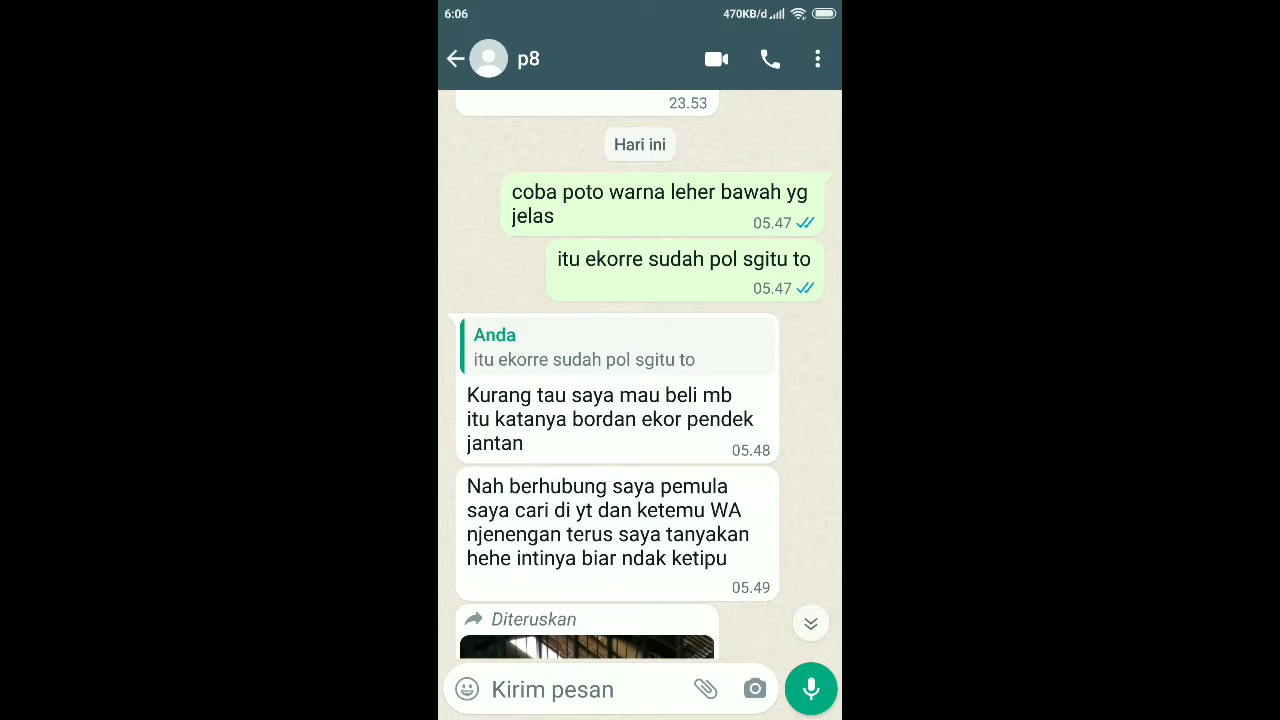 6:06
470KB/d
p8
23.53
Hari ini
coba poto warna leher bawah yg
jelas
05.47
itu ekorre sudah pol sgitu to
05.47
Anda
itu ekorre sudah pol sgitu to
Kurang tau saya mau beli mb
itu katanya bordan ekor pendek
jantan
05.48
Nah berhubung saya pemula
saya cari di yt dan ketemu WA
njenengan terus saya tanyakan
hehe intinya biar ndak ketipu
05.49
Diteruskan
Kirim pesan